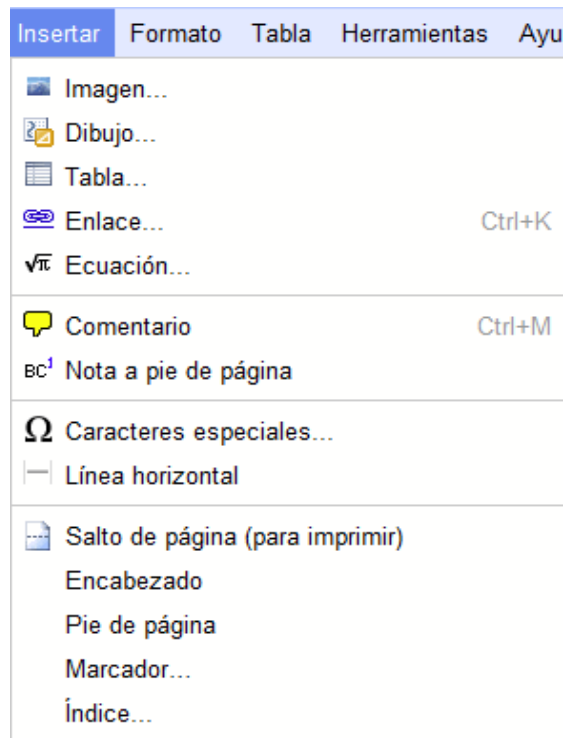 Insertar Formato Tabla Herramientas Ayu
Imagen...
Dibujo...
Tabla...
Enlace... Ctrl+K
√π Ecuación...
Comentario Ctrl+M
BC¹ Nota a pie de página
Ω Caracteres especiales...
Línea horizontal
Salto de página (para imprimir)
Encabezado
Pie de página
Marcador...
Índice...